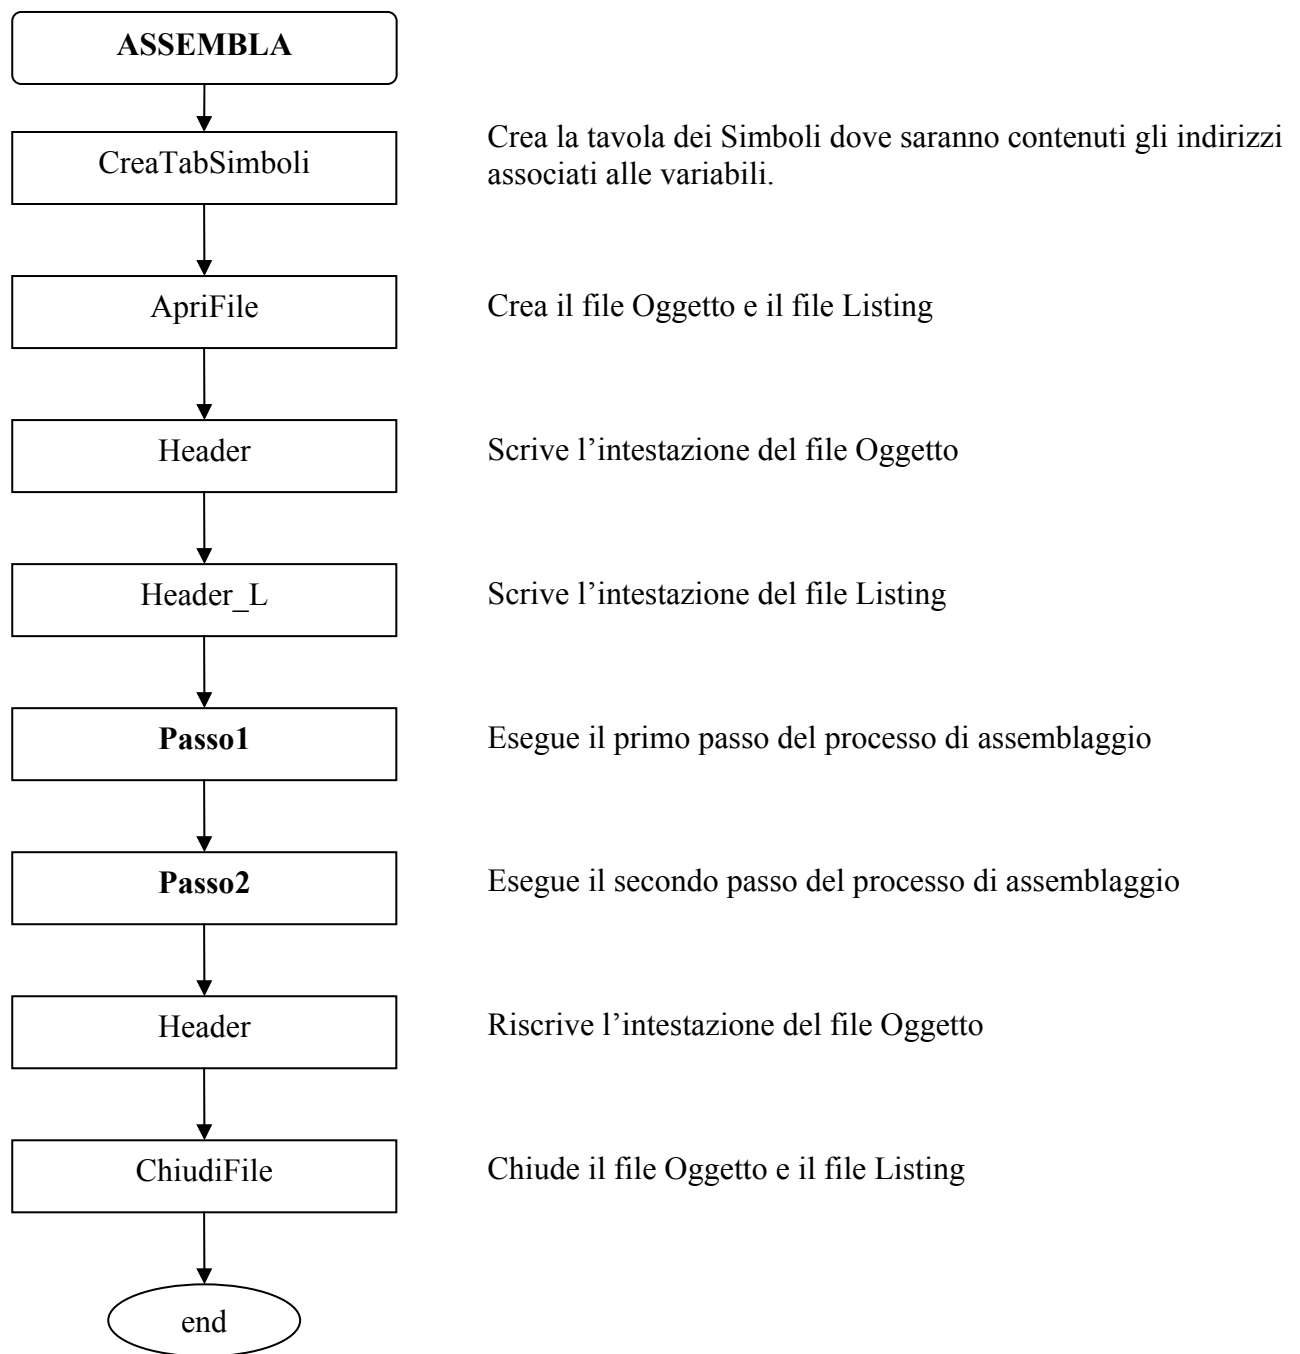 ASSEMBLA
CreaTabSimboli
Crea la tavola dei Simboli dove saranno contenuti gli indirizzi
associati alle variabili.
ApriFile
Crea il file Oggetto e il file Listing
Header
Scrive l’intestazione del file Oggetto
Header_L
Scrive l’intestazione del file Listing
Passo1
Esegue il primo passo del processo di assemblaggio
Passo2
Esegue il secondo passo del processo di assemblaggio
Header
Riscrive l’intestazione del file Oggetto
ChiudiFile
Chiude il file Oggetto e il file Listing
end